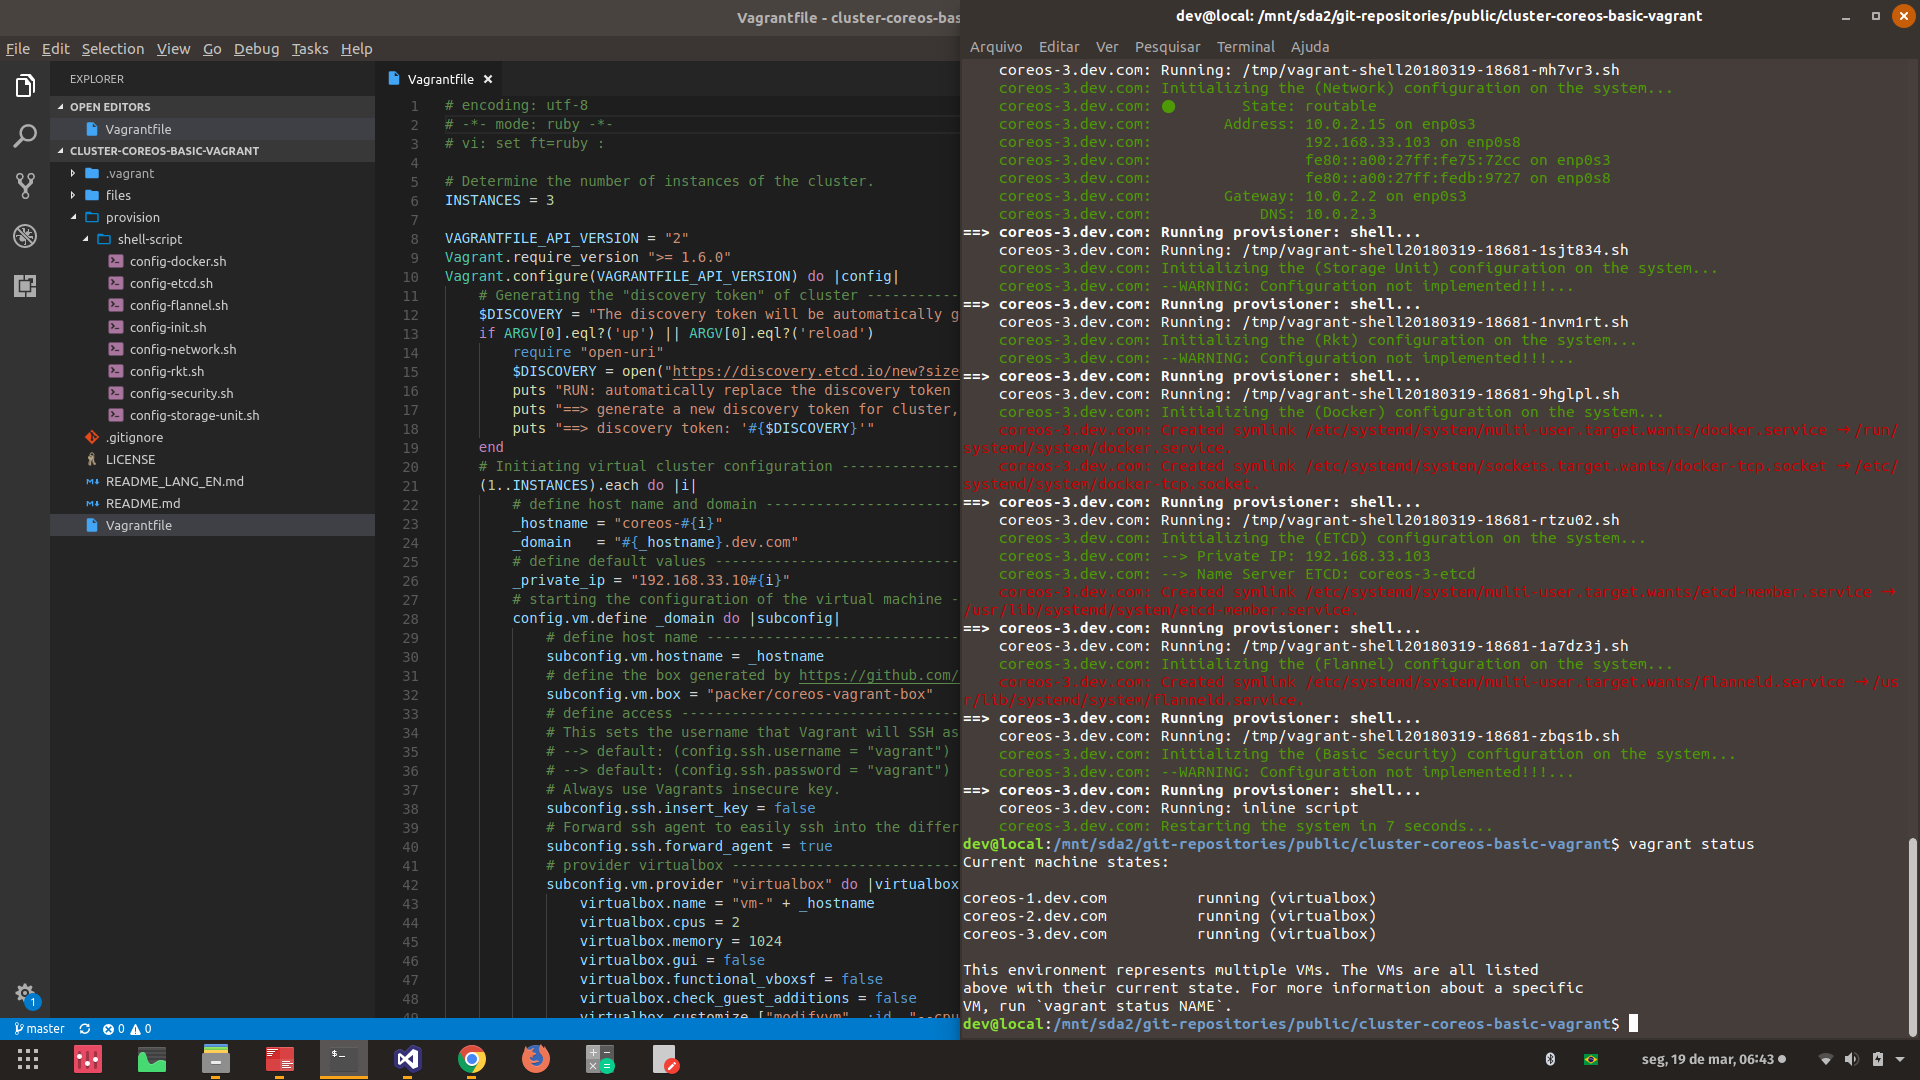 Vagrantfile - cluster-coreos-bas
File Edit Selection View Go Debug Tasks Help
EXPLORER
OPEN EDITORS
Vagrantfile
CLUSTER-COREOS-BASIC-VAGRANT
.vagrant
files
provision
shell-script
config-docker.sh
config-etcd.sh
config-flannel.sh
config-init.sh
config-network.sh
config-rkt.sh
config-security.sh
config-storage-unit.sh
.gitignore
LICENSE
README_LANG_EN.md
README.md
Vagrantfile
1
Vagrantfile ×
1 # encoding: utf-8
2 # -*- mode: ruby -*-
3 # vi: set ft=ruby :
4
5 # Determine the number of instances of the cluster.
6 INSTANCES = 3
7
8 VAGRANTFILE_API_VERSION = "2"
9 Vagrant.require_version ">= 1.6.0"
10 Vagrant.configure(VAGRANTFILE_API_VERSION) do |config|
11 # Generating the "discovery token" of cluster -----------
12 $DISCOVERY = "The discovery token will be automatically g
13 if ARGV[0].eql?('up') || ARGV[0].eql?('reload')
14 require "open-uri"
15 $DISCOVERY = open("https://discovery.etcd.io/new?size
16 puts "RUN: automatically replace the discovery token
17 puts "==> generate a new discovery token for cluster,
18 puts "==> discovery token: '#{$DISCOVERY}'"
19 end
20 # Initiating virtual cluster configuration --------------
21 (1..INSTANCES).each do |i|
22 # define host name and domain -----------------------
23 _hostname = "coreos-#{i}"
24 _domain   = "#{_hostname}.dev.com"
25 # define default values -----------------------------
26 _private_ip = "192.168.33.10#{i}"
27 # starting the configuration of the virtual machine -
28 config.vm.define _domain do |subconfig|
29 # define host name ------------------------------
30 subconfig.vm.hostname = _hostname
31 # define the box generated by https://github.com/
32 subconfig.vm.box = "packer/coreos-vagrant-box"
33 # define access ---------------------------------
34 # This sets the username that Vagrant will SSH as
35 # --> default: (config.ssh.username = "vagrant")
36 # --> default: (config.ssh.password = "vagrant")
37 # Always use Vagrants insecure key.
38 subconfig.ssh.insert_key = false
39 # Forward ssh agent to easily ssh into the differ
40 subconfig.ssh.forward_agent = true
41 # provider virtualbox ---------------------------
42 subconfig.vm.provider "virtualbox" do |virtualbox
43 virtualbox.name = "vm-" + _hostname
44 virtualbox.cpus = 2
45 virtualbox.memory = 1024
46 virtualbox.gui = false
47 virtualbox.functional_vboxsf = false
48 virtualbox.check_guest_additions = false
49 virtualbox.customize ["modifyvm", :id, "--cpu
master 0 0
dev@local: /mnt/sda2/git-repositories/public/cluster-coreos-basic-vagrant
Arquivo Editar Ver Pesquisar Terminal Ajuda
coreos-3.dev.com: Running: /tmp/vagrant-shell20180319-18681-mh7vr3.sh
coreos-3.dev.com: Initializing the (Network) configuration on the system...
coreos-3.dev.com: ● State: routable
coreos-3.dev.com: Address: 10.0.2.15 on enp0s3
coreos-3.dev.com: 192.168.33.103 on enp0s8
coreos-3.dev.com: fe80::a00:27ff:fe75:72cc on enp0s3
coreos-3.dev.com: fe80::a00:27ff:fedb:9727 on enp0s8
coreos-3.dev.com: Gateway: 10.0.2.2 on enp0s3
coreos-3.dev.com: DNS: 10.0.2.3
==> coreos-3.dev.com: Running provisioner: shell...
coreos-3.dev.com: Running: /tmp/vagrant-shell20180319-18681-1sjt834.sh
coreos-3.dev.com: Initializing the (Storage Unit) configuration on the system...
coreos-3.dev.com: --WARNING: Configuration not implemented!!!...
==> coreos-3.dev.com: Running provisioner: shell...
coreos-3.dev.com: Running: /tmp/vagrant-shell20180319-18681-1nvm1rt.sh
coreos-3.dev.com: Initializing the (Rkt) configuration on the system...
coreos-3.dev.com: --WARNING: Configuration not implemented!!!...
==> coreos-3.dev.com: Running provisioner: shell...
coreos-3.dev.com: Running: /tmp/vagrant-shell20180319-18681-9hglpl.sh
coreos-3.dev.com: Initializing the (Docker) configuration on the system...
coreos-3.dev.com: Created symlink /etc/systemd/system/multi-user.target.wants/docker.service → /run/
systemd/system/docker.service.
coreos-3.dev.com: Created symlink /etc/systemd/system/sockets.target.wants/docker-tcp.socket → /etc/
systemd/system/docker-tcp.socket.
==> coreos-3.dev.com: Running provisioner: shell...
coreos-3.dev.com: Running: /tmp/vagrant-shell20180319-18681-rtzu02.sh
coreos-3.dev.com: Initializing the (ETCD) configuration on the system...
coreos-3.dev.com: --> Private IP: 192.168.33.103
coreos-3.dev.com: --> Name Server ETCD: coreos-3-etcd
coreos-3.dev.com: Created symlink /etc/systemd/system/multi-user.target.wants/etcd-member.service →
/usr/lib/systemd/system/etcd-member.service.
==> coreos-3.dev.com: Running provisioner: shell...
coreos-3.dev.com: Running: /tmp/vagrant-shell20180319-18681-1a7dz3j.sh
coreos-3.dev.com: Initializing the (Flannel) configuration on the system...
coreos-3.dev.com: Created symlink /etc/systemd/system/multi-user.target.wants/flanneld.service → /us
r/lib/systemd/system/flanneld.service.
==> coreos-3.dev.com: Running provisioner: shell...
coreos-3.dev.com: Running: /tmp/vagrant-shell20180319-18681-zbqs1b.sh
coreos-3.dev.com: Initializing the (Basic Security) configuration on the system...
coreos-3.dev.com: --WARNING: Configuration not implemented!!!...
==> coreos-3.dev.com: Running provisioner: shell...
coreos-3.dev.com: Running: inline script
coreos-3.dev.com: Restarting the system in 7 seconds...
dev@local:/mnt/sda2/git-repositories/public/cluster-coreos-basic-vagrant$ vagrant status
Current machine states:
coreos-1.dev.com          running (virtualbox)
coreos-2.dev.com          running (virtualbox)
coreos-3.dev.com          running (virtualbox)
This environment represents multiple VMs. The VMs are all listed
above with their current state. For more information about a specific
VM, run `vagrant status NAME`.
dev@local:/mnt/sda2/git-repositories/public/cluster-coreos-basic-vagrant$
seg, 19 de mar, 06:43